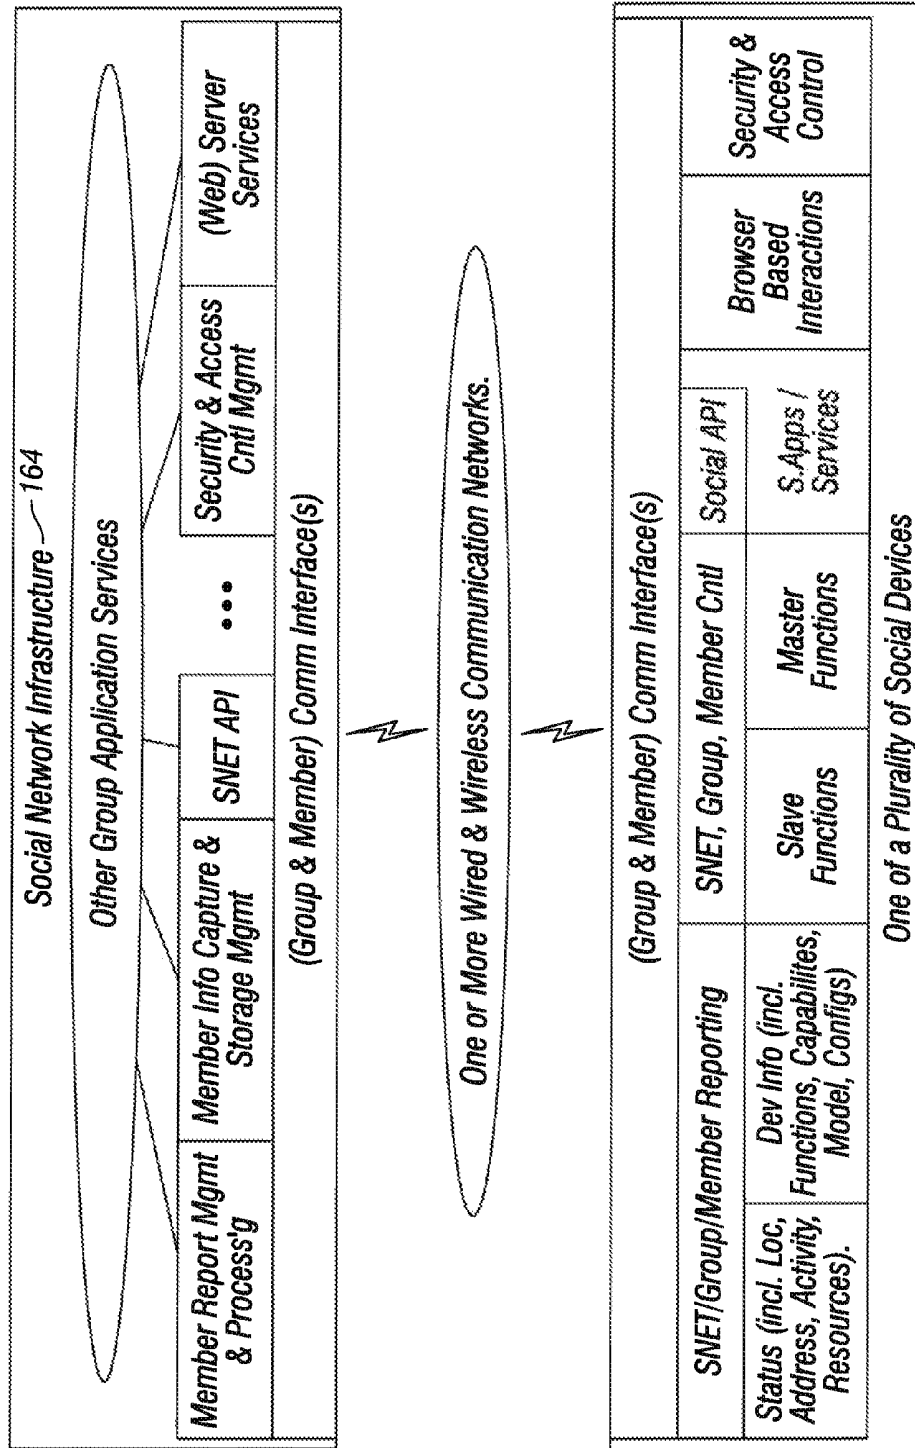 Social Network Infrastructure 164
Other Group Application Services
Member Report Mgmt
& Process'g
Member Info Capture &
Storage Mgmt
SNET API
•••
Security & Access
Cntl Mgmt
(Web) Server
Services
(Group & Member) Comm Interface(s)
One or More Wired & Wireless Communication Networks.
(Group & Member) Comm Interface(s)
SNET/Group/Member Reporting
SNET, Group, Member Cntl
Social API
Browser
Based
Interactions
Security &
Access
Control
Status (incl. Loc,
Address, Activity,
Resources).
Dev Info (incl.
Functions, Capabilites,
Model, Configs)
Slave
Functions
Master
Functions
S.Apps /
Services
One of a Plurality of Social Devices